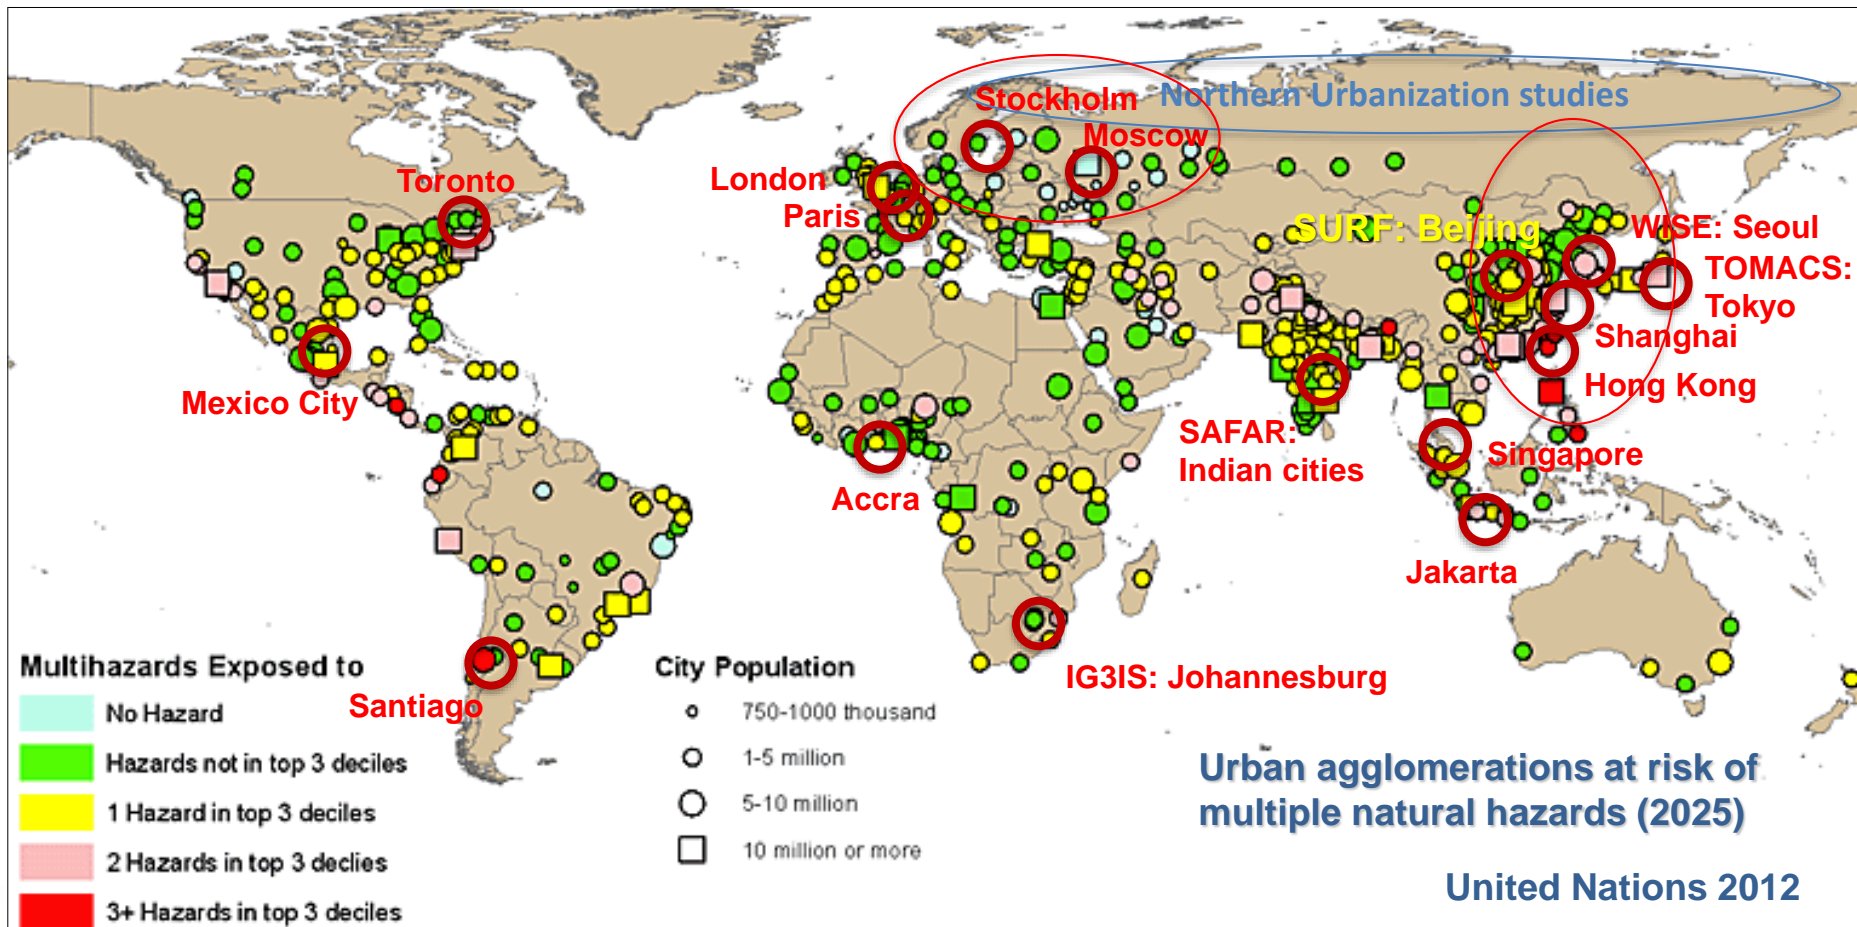 Northern Urbanization studies
Stockholm
Moscow
Toronto
London
Paris
SURF: Beijing
WISE: Seoul
TOMACS:
Tokyo
Shanghai
Hong Kong
Mexico City
SAFAR:
Indian cities
Singapore
Accra
Jakarta
IG3IS: Johannesburg
Santiago
Multihazards Exposed to
No Hazard
Hazards not in top 3 deciles
1 Hazard in top 3 deciles
2 Hazards in top 3 declies
3+ Hazards in top 3 deciles
City Population
750-1000 thousand
1-5 million
5-10 million
10 million or more
Urban agglomerations at risk of
multiple natural hazards (2025)
United Nations 2012